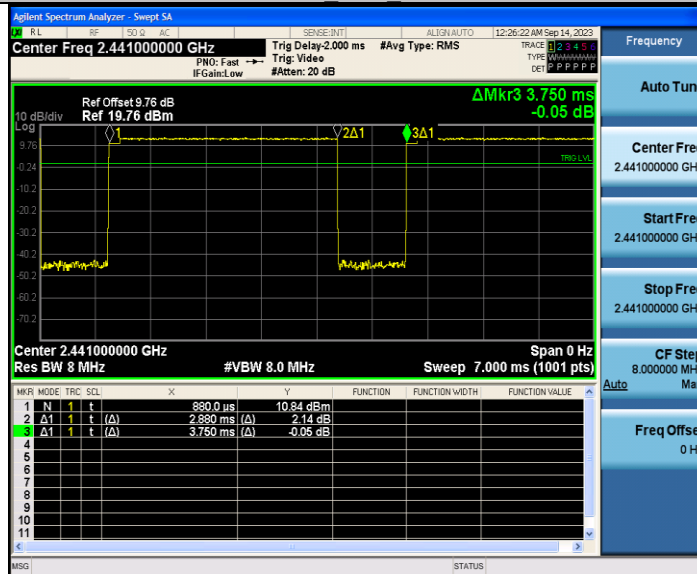 Agilent Spectrum Analyzer - Swept SA
RL RF 50 Ω AC SENSE:INT ALIGN AUTO 12:26:22 AM Sep 14, 2023
Center Freq 2.441000000 GHz
PNO: Fast
IFGain:Low
Trig Delay-2.000 ms
Trig: Video
#Atten: 20 dB
#Avg Type: RMS
TRACE 1 2 3 4 5 6
TYPE
DET P P P P P P
Ref Offset 9.76 dB
10 dB/div Ref 19.76 dBm
Log
ΔMkr3 3.750 ms
-0.05 dB
1
2Δ1
3Δ1
TRIG LVL
9.76
-0.24
-10.2
-20.2
-30.2
-40.2
-50.2
-60.2
-70.2
Center 2.441000000 GHz Span 0 Hz
Res BW 8 MHz #VBW 8.0 MHz Sweep 7.000 ms (1001 pts)
MKR MODE TRC SCL X Y FUNCTION FUNCTION WIDTH FUNCTION VALUE
1 N 1 t 880.0 µs 10.84 dBm
2 Δ1 1 t (Δ) 2.880 ms (Δ) 2.14 dB
3 Δ1 1 t (Δ) 3.750 ms (Δ) -0.05 dB
4
5
6
7
8
9
10
11
MSG STATUS
Frequency
Auto Tun
Center Fre
2.441000000 GH
Start Fre
2.441000000 GH
Stop Fre
2.441000000 GH
CF Step
8.000000 MH
Auto Ma
Freq Offse
0 H